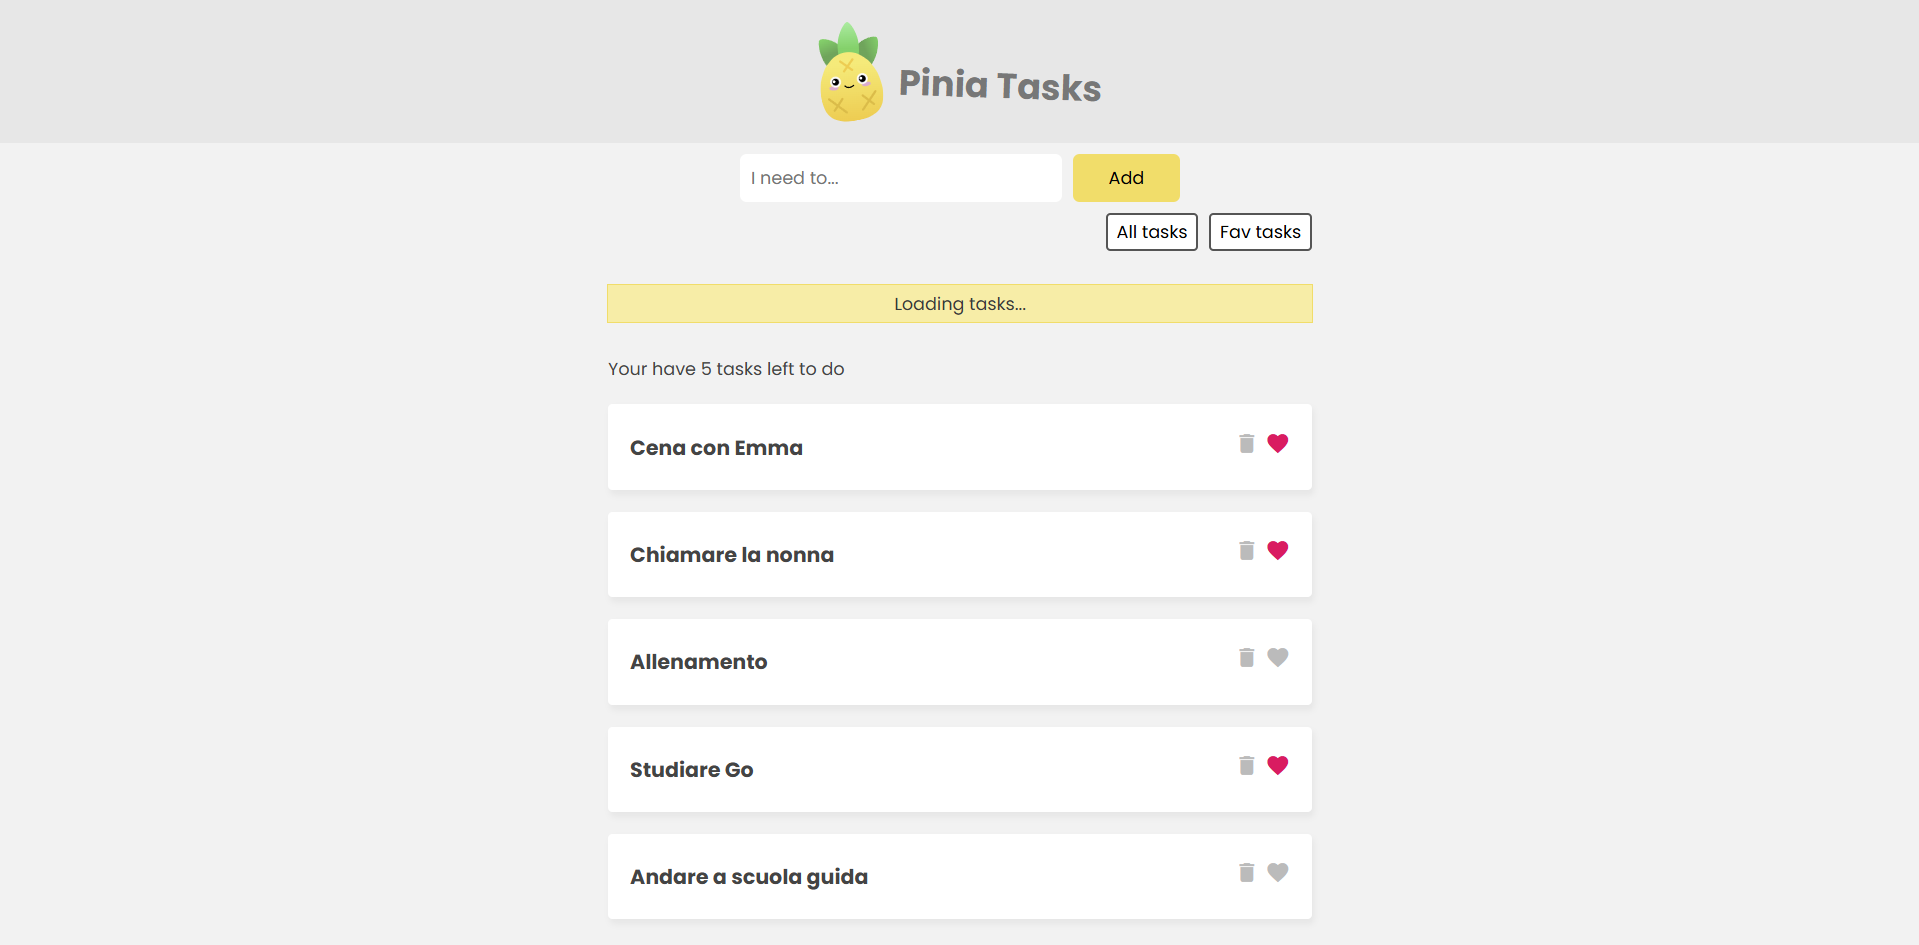 Pinia Tasks
I need to...
Add
All tasks
Fav tasks
Loading tasks...
Your have 5 tasks left to do
Cena con Emma
Chiamare la nonna
Allenamento
Studiare Go
Andare a scuola guida